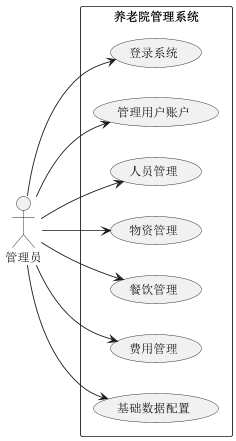 养老院管理系统
登录系统
管理用户账户
人员管理
物资管理
管理员
餐饮管理
费用管理
基础数据配置